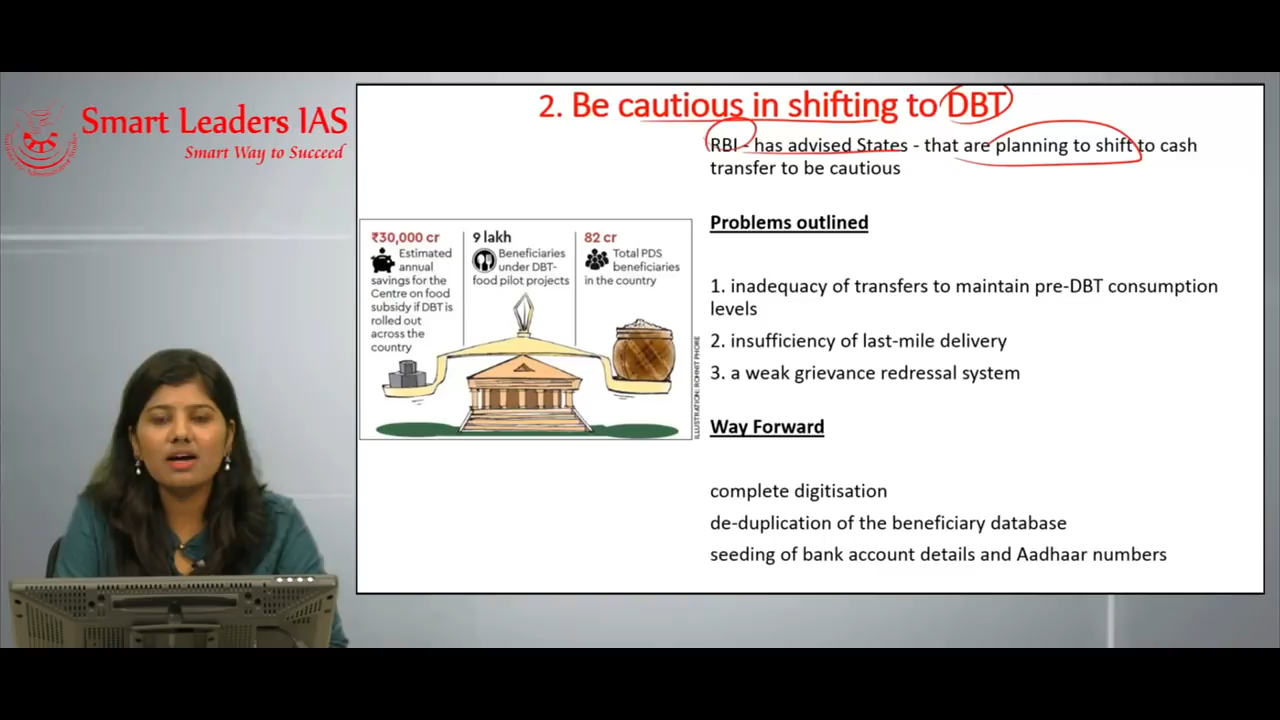 Smart Leaders IAS
Smart Way to Succeed
2. Be cautious in shifting to DBT
RBI - has advised States - that are planning to shift to cash
transfer to be cautious
Problems outlined
1. inadequacy of transfers to maintain pre-DBT consumption
levels
2. insufficiency of last-mile delivery
3. a weak grievance redressal system
Way Forward
complete digitisation
de-duplication of the beneficiary database
seeding of bank account details and Aadhaar numbers
₹30,000 cr
Estimated
annual
savings for the
Centre on food
subsidy if DBT is
rolled out
across the
country
9 lakh
Beneficiaries
under DBT-
food pilot projects
82 cr
Total PDS
beneficiaries
in the country
ILLUSTRATION: ROHNIT PHORE